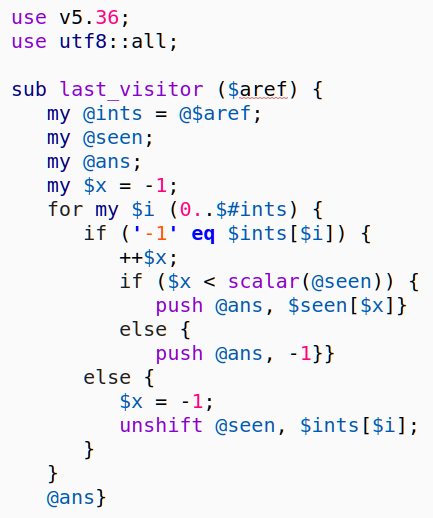 use v5.36;
use utf8::all;

sub last_visitor ($aref) {
   my @ints = @$aref;
   my @seen;
   my @ans;
   my $x = -1;
   for my $i (0..$#ints) {
      if ('-1' eq $ints[$i]) {
         ++$x;
         if ($x < scalar(@seen)) {
            push @ans, $seen[$x]}
         else {
            push @ans, -1}}
      else {
         $x = -1;
         unshift @seen, $ints[$i];
      }
   }
   @ans}